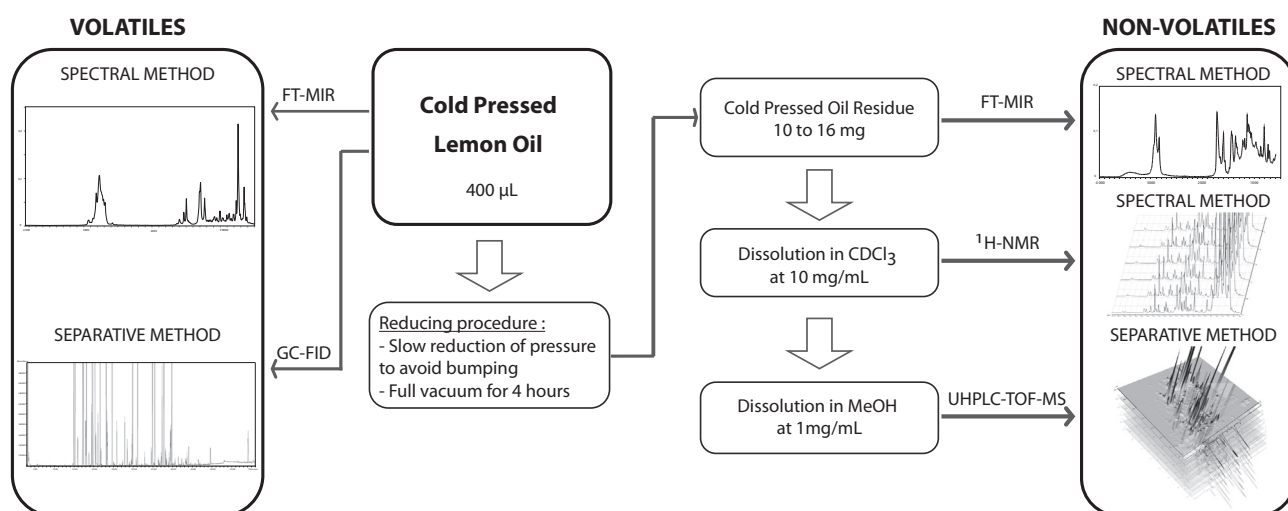 VOLATILES
SPECTRAL METHOD
FT-MIR
SEPARATIVE METHOD
GC-FID
Cold Pressed
Lemon Oil
400 µL
Reducing procedure :
- Slow reduction of pressure
to avoid bumping
- Full vacuum for 4 hours
Cold Pressed Oil Residue
10 to 16 mg
Dissolution in CDCl₃
at 10 mg/mL
Dissolution in MeOH
at 1mg/mL
FT-MIR
¹H-NMR
UHPLC-TOF-MS
NON-VOLATILES
SPECTRAL METHOD
SPECTRAL METHOD
SEPARATIVE METHOD